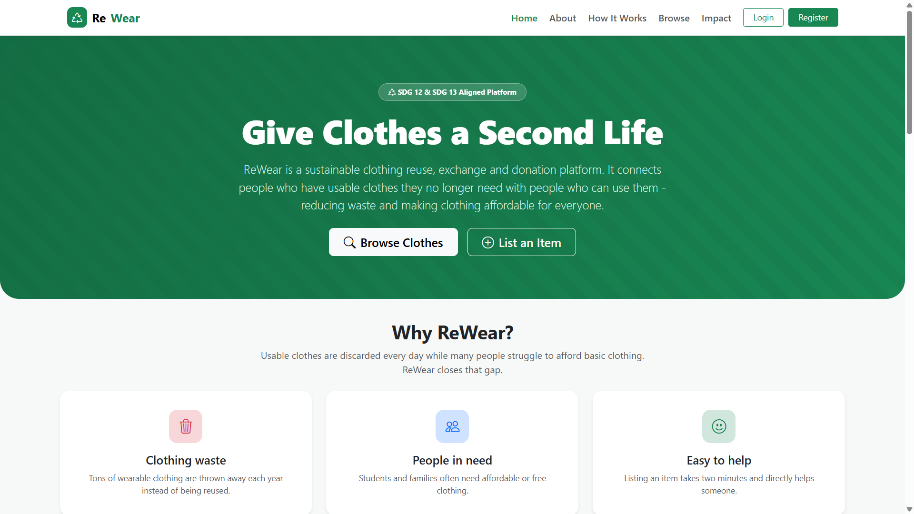 Re Wear
Home About How It Works Browse Impact Login Register
SDG 12 & SDG 13 Aligned Platform
Give Clothes a Second Life
ReWear is a sustainable clothing reuse, exchange and donation platform. It connects
people who have usable clothes they no longer need with people who can use them -
reducing waste and making clothing affordable for everyone.
Browse Clothes List an Item
Why ReWear?
Usable clothes are discarded every day while many people struggle to afford basic clothing.
ReWear closes that gap.
Clothing waste
Tons of wearable clothing are thrown away each year
instead of being reused.
People in need
Students and families often need affordable or free
clothing.
Easy to help
Listing an item takes two minutes and directly helps
someone.